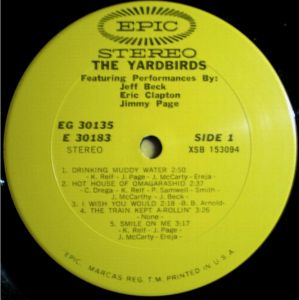 EPIC
STEREO
THE YARDBIRDS
Featuring Performances By:
Jeff Beck
Eric Clapton
Jimmy Page
EG 30135
E 30183
SIDE 1
STEREO
XSB 153094
1. DRINKING MUDDY WATER 2:50
- K. Relf - J. Page - J. McCarty - Ereja -
2. HOT HOUSE OF OMAGARASHID 2:37
- C. Drega - K. Relf - P. Samwell - Smith -
J. McCarthy - J. Beck -
3. I WISH YOU WOULD 2:18 -B. B. Arnold-
4. THE TRAIN KEPT A-ROLLIN' 3:26
- None -
5. SMILE ON ME 3:17
- K. Relf - J. Page - J. McCarty - Ereja -
EPIC, MARCAS REG. T.M. PRINTED IN U.S.A.